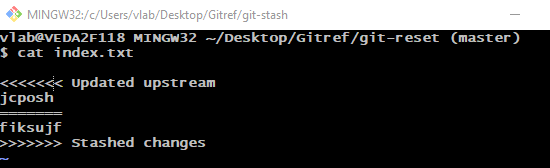 MINGW32:/c/Users/vlab/Desktop/Gitref/git-stash
vlab@VEDA2F118 MINGW32 ~/Desktop/Gitref/git-reset (master)
$ cat index.txt
<<<<<<< Updated upstream
jcposh
=======
fiksujf
>>>>>>> Stashed changes
~